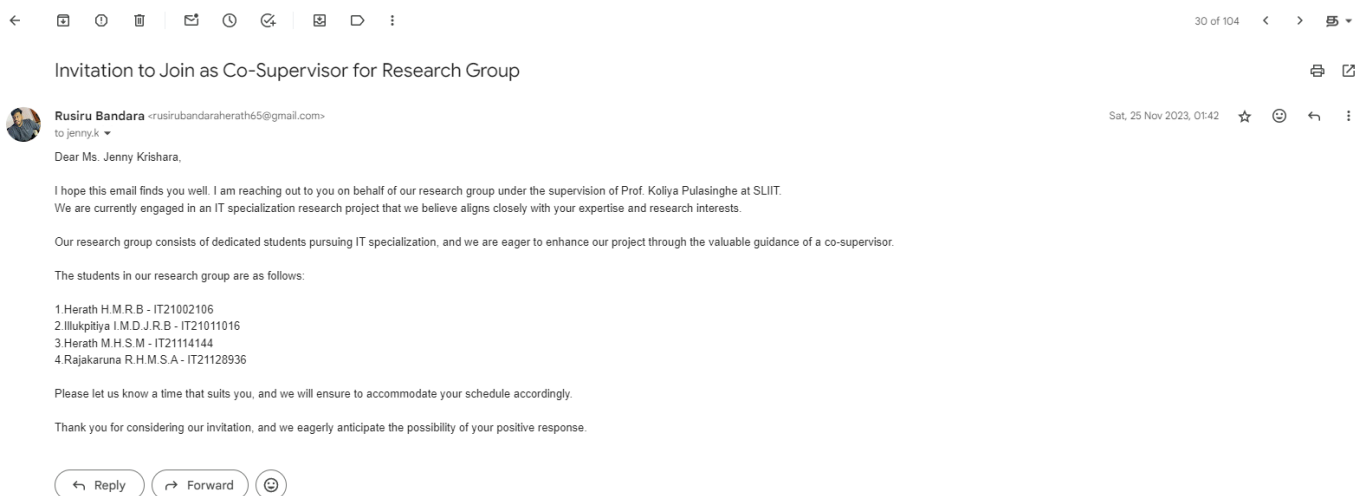 30 of 104
Invitation to Join as Co-Supervisor for Research Group
Rusiru Bandara <rusirubandaraherath65@gmail.com>
Sat, 25 Nov 2023, 01:42
to jenny.k
Dear Ms. Jenny Krishara,
I hope this email finds you well. I am reaching out to you on behalf of our research group under the supervision of Prof. Koliya Pulasinghe at SLIIT.
We are currently engaged in an IT specialization research project that we believe aligns closely with your expertise and research interests.
Our research group consists of dedicated students pursuing IT specialization, and we are eager to enhance our project through the valuable guidance of a co-supervisor.
The students in our research group are as follows:
1.Herath H.M.R.B - IT21002106
2.Illukpitiya I.M.D.J.R.B - IT21011016
3.Herath M.H.S.M - IT21114144
4.Rajakaruna R.H.M.S.A - IT21128936
Please let us know a time that suits you, and we will ensure to accommodate your schedule accordingly.
Thank you for considering our invitation, and we eagerly anticipate the possibility of your positive response.
Reply
Forward